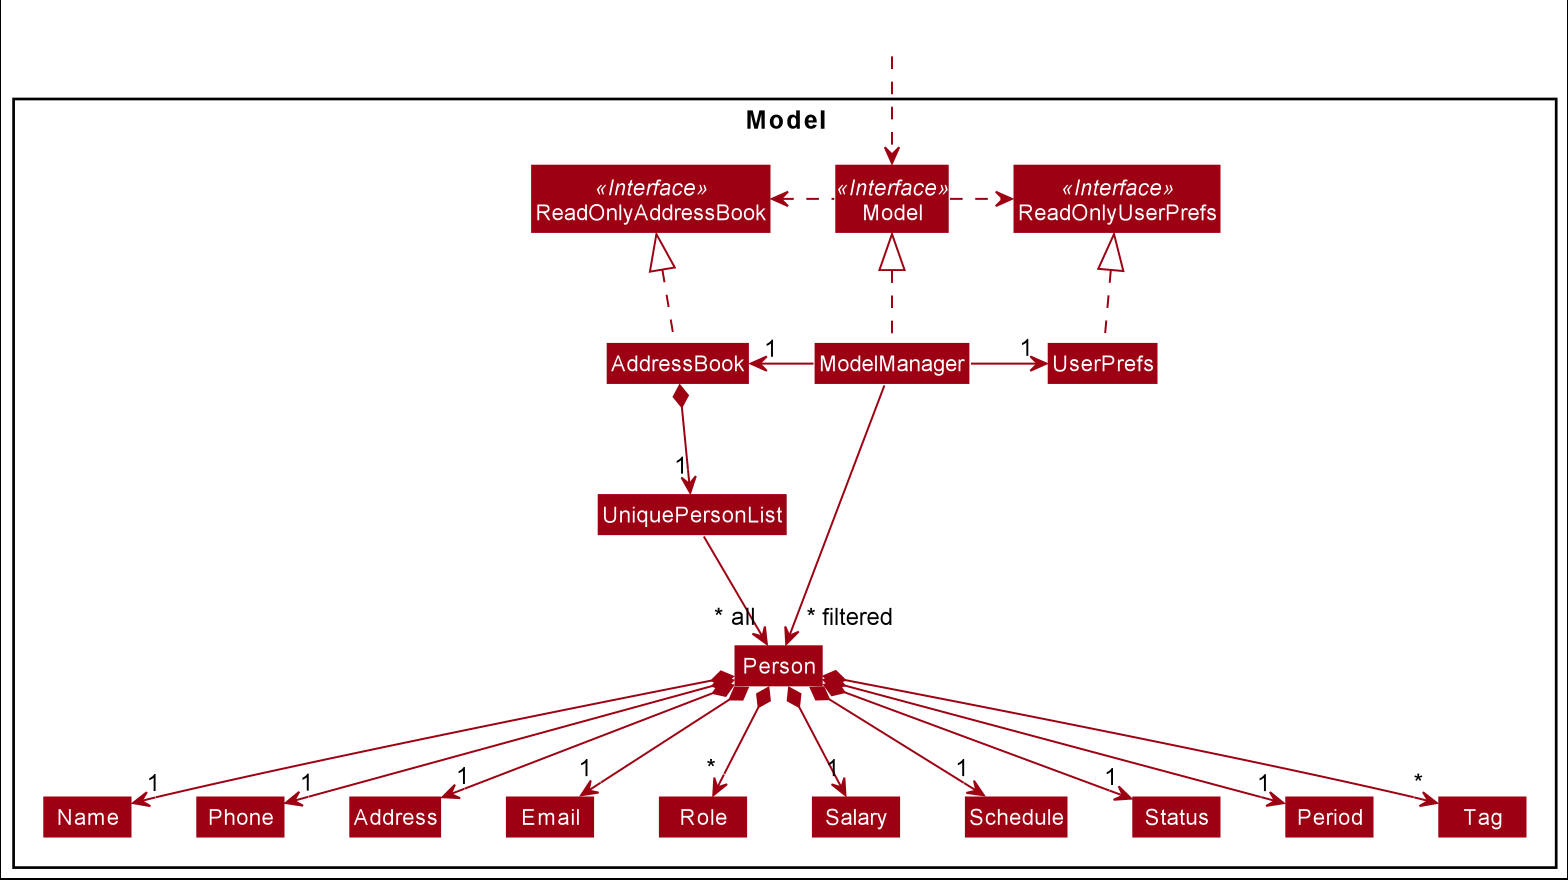 Model
«Interface»
ReadOnlyAddressBook
«Interface»
Model
«Interface»
ReadOnlyUserPrefs
AddressBook
1
ModelManager
1
UserPrefs
1
UniquePersonList
* all
* filtered
Person
1
1
1
1
*
1
1
1
1
*
Name
Phone
Address
Email
Role
Salary
Schedule
Status
Period
Tag